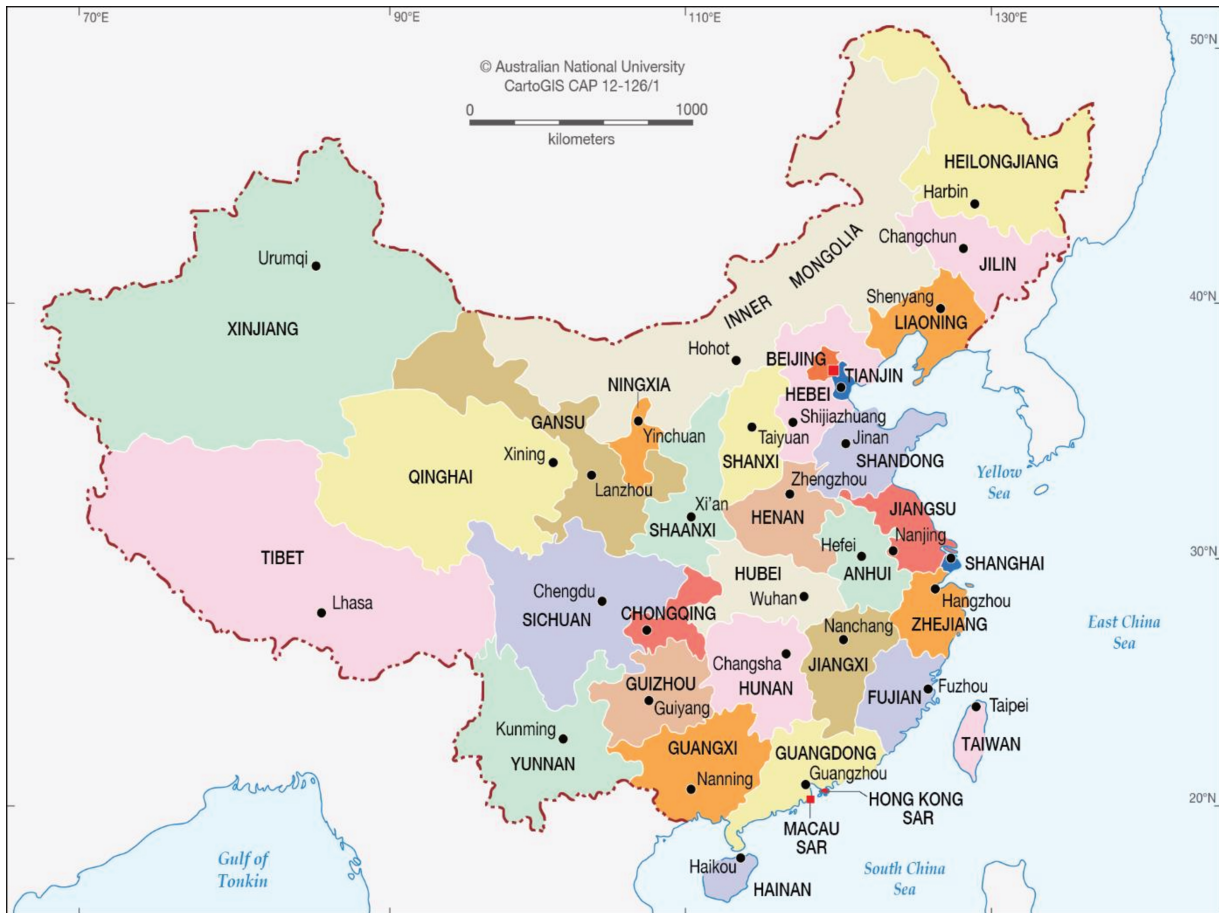 70°E
90°E
110°E
130°E
50°N
© Australian National University
CartoGIS CAP 12-126/1
0
1000
kilometers
HEILONGJIANG
Harbin
Changchun
JILIN
Urumqi
INNER MONGOLIA
Shenyang
LIAONING
40°N
XINJIANG
Hohot
BEIJING
TIANJIN
NINGXIA
HEBEI
GANSU
Shijiazhuang
Yinchuan
Taiyuan
Jinan
Xining
SHANXI
SHANDONG
QINGHAI
Lanzhou
Zhengzhou
Yellow
Sea
Xi'an
HENAN
JIANGSU
SHAANXI
Hefei
Nanjing
TIBET
ANHUI
SHANGHAI
30°N
HUBEI
Chengdu
Wuhan
Hangzhou
Lhasa
SICHUAN
CHONGQING
ZHEJIANG
East China
Sea
Nanchang
Changsha
JIANGXI
GUIZHOU
HUNAN
Fuzhou
FUJIAN
Guiyang
Taipei
Kunming
GUANGXI
GUANGDONG
TAIWAN
YUNNAN
Nanning
Guangzhou
HONG KONG
SAR
20°N
MACAU
SAR
Gulf of
Tonkin
Haikou
HAINAN
South China
Sea